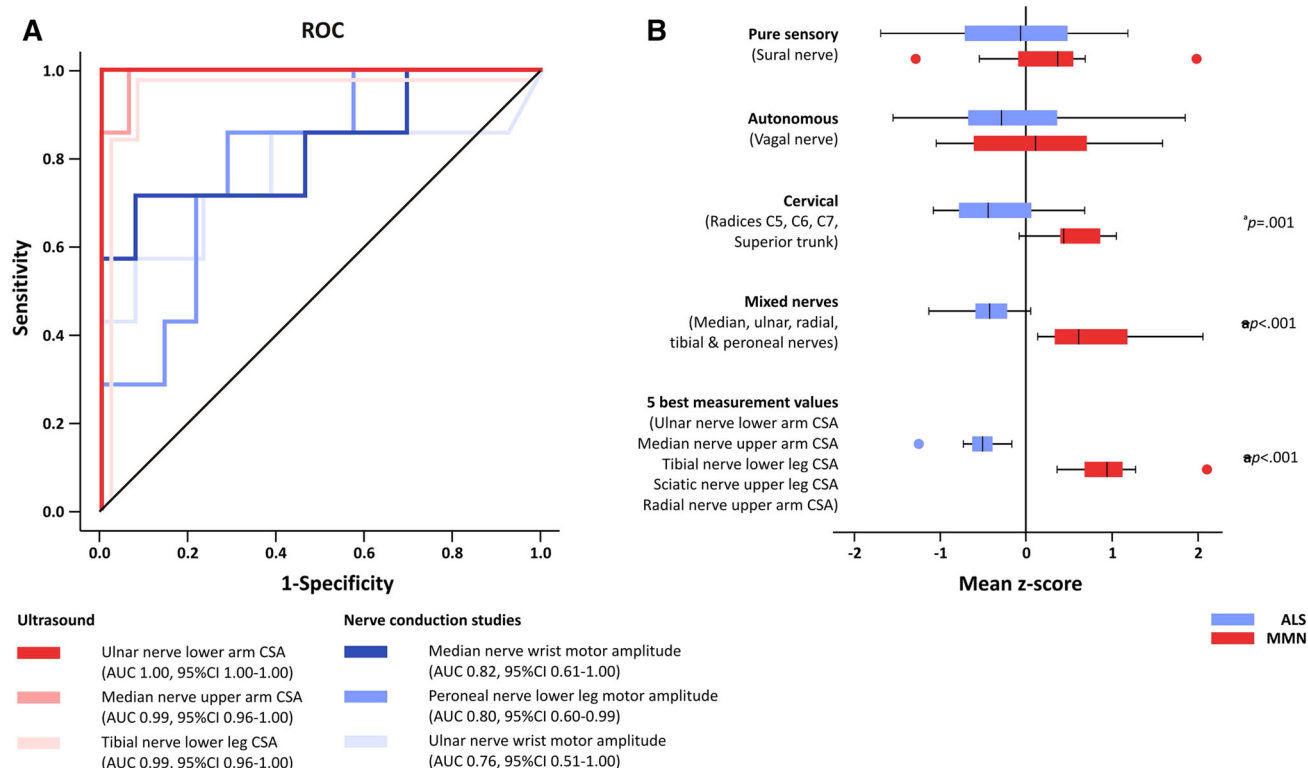 A
ROC
Sensitivity
1.0
0.8
0.6
0.4
0.2
0.0
0.0 0.2 0.4 0.6 0.8 1.0
1-Specificity
Ultrasound
Ulnar nerve lower arm CSA
(AUC 1.00, 95%CI 1.00-1.00)
Median nerve upper arm CSA
(AUC 0.99, 95%CI 0.96-1.00)
Tibial nerve lower leg CSA
(AUC 0.99, 95%CI 0.96-1.00)
Nerve conduction studies
Median nerve wrist motor amplitude
(AUC 0.82, 95%CI 0.61-1.00)
Peroneal nerve lower leg motor amplitude
(AUC 0.80, 95%CI 0.60-0.99)
Ulnar nerve wrist motor amplitude
(AUC 0.76, 95%CI 0.51-1.00)
B
Pure sensory
(Sural nerve)
Autonomous
(Vagal nerve)
Cervical
(Radices C5, C6, C7,
Superior trunk)
ᵃp=.001
Mixed nerves
(Median, ulnar, radial,
tibial & peroneal nerves)
p<.001
5 best measurement values
(Ulnar nerve lower arm CSA
Median nerve upper arm CSA
Tibial nerve lower leg CSA
Sciatic nerve upper leg CSA
Radial nerve upper arm CSA)
p<.001
-2 -1 0 1 2
Mean z-score
ALS
MMN